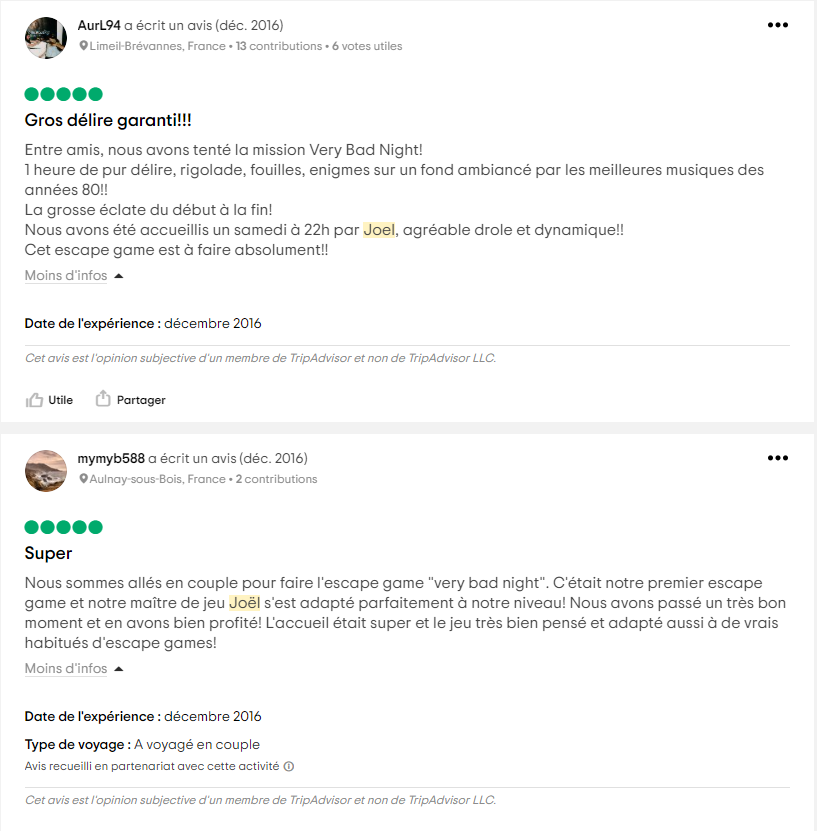 AurL94 a écrit un avis (déc. 2016)
Limeil-Brévannes, France • 13 contributions • 6 votes utiles
Gros délire garanti!!!
Entre amis, nous avons tenté la mission Very Bad Night!
1 heure de pur délire, rigolade, fouilles, enigmes sur un fond ambiancé par les meilleures musiques des
années 80!!
La grosse éclate du début à la fin!
Nous avons été accueillis un samedi à 22h par Joel, agréable drole et dynamique!!
Cet escape game est à faire absolument!!
Moins d'infos
Date de l'expérience : décembre 2016
Cet avis est l'opinion subjective d'un membre de TripAdvisor et non de TripAdvisor LLC.
Utile Partager
mymyb588 a écrit un avis (déc. 2016)
Aulnay-sous-Bois, France • 2 contributions
Super
Nous sommes allés en couple pour faire l'escape game "very bad night". C'était notre premier escape
game et notre maître de jeu Joël s'est adapté parfaitement à notre niveau! Nous avons passé un très bon
moment et en avons bien profité! L'accueil était super et le jeu très bien pensé et adapté aussi à de vrais
habitués d'escape games!
Moins d'infos
Date de l'expérience : décembre 2016
Type de voyage : A voyagé en couple
Avis recueilli en partenariat avec cette activité
Cet avis est l'opinion subjective d'un membre de TripAdvisor et non de TripAdvisor LLC.